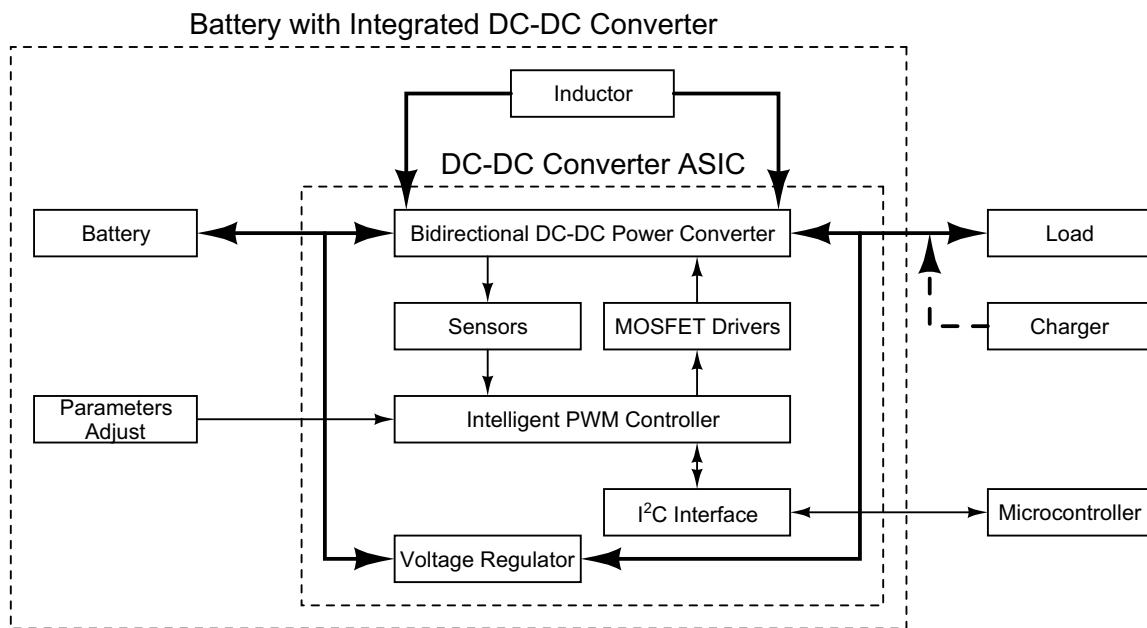 Battery with Integrated DC-DC Converter
Inductor
DC-DC Converter ASIC
Battery
Bidirectional DC-DC Power Converter
Load
Sensors
MOSFET Drivers
Charger
Parameters
Adjust
Intelligent PWM Controller
I²C Interface
Microcontroller
Voltage Regulator